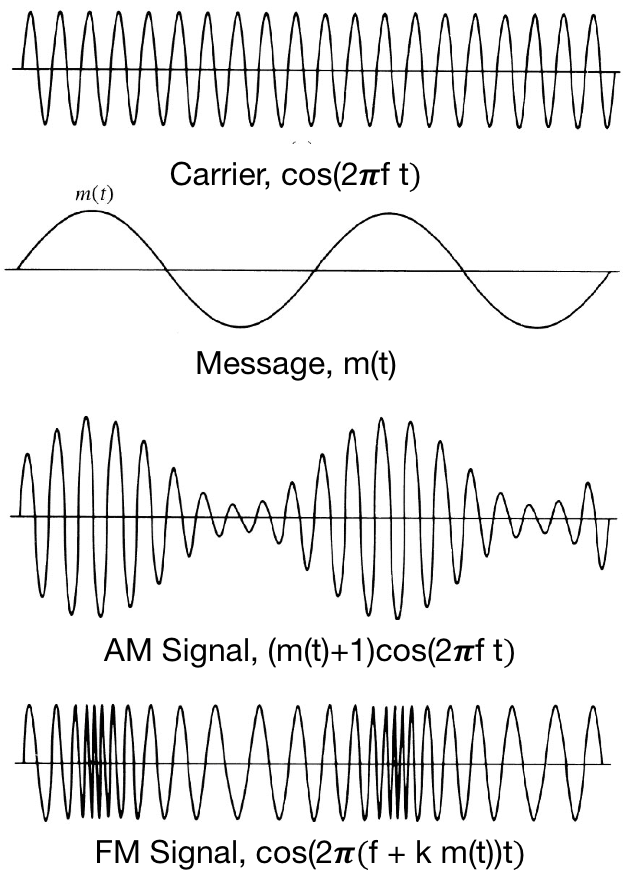 Carrier, cos(2πf t)
m(t)
Message, m(t)
AM Signal, (m(t)+1)cos(2πf t)
FM Signal, cos(2π(f + k m(t))t)